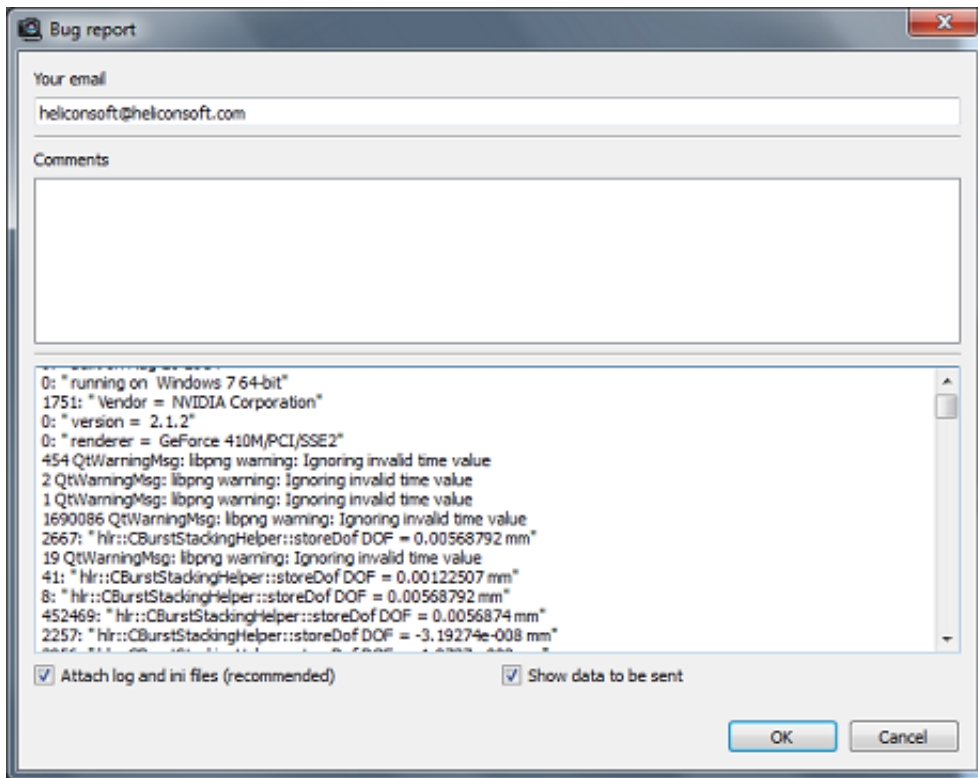 Bug report
Your email
heliconsoft@heliconsoft.com
Comments
0: "running on  Windows 7 64-bit"
1751: "Vendor =  NVIDIA Corporation"
0: "version =  2.1.2"
0: "renderer =  GeForce 410M/PCI/SSE2"
454 QtWarningMsg: libpng warning: Ignoring invalid time value
2 QtWarningMsg: libpng warning: Ignoring invalid time value
1 QtWarningMsg: libpng warning: Ignoring invalid time value
1690086 QtWarningMsg: libpng warning: Ignoring invalid time value
2667: "hlr::CBurstStackingHelper::storeDof DOF = 0.00568792 mm"
19 QtWarningMsg: libpng warning: Ignoring invalid time value
41: "hlr::CBurstStackingHelper::storeDof DOF = 0.00122507 mm"
8: "hlr::CBurstStackingHelper::storeDof DOF = 0.00568792 mm"
452469: "hlr::CBurstStackingHelper::storeDof DOF = 0.0056874 mm"
2257: "hlr::CBurstStackingHelper::storeDof DOF = -3.19274e-008 mm"
Attach log and ini files (recommended)
Show data to be sent
OK
Cancel